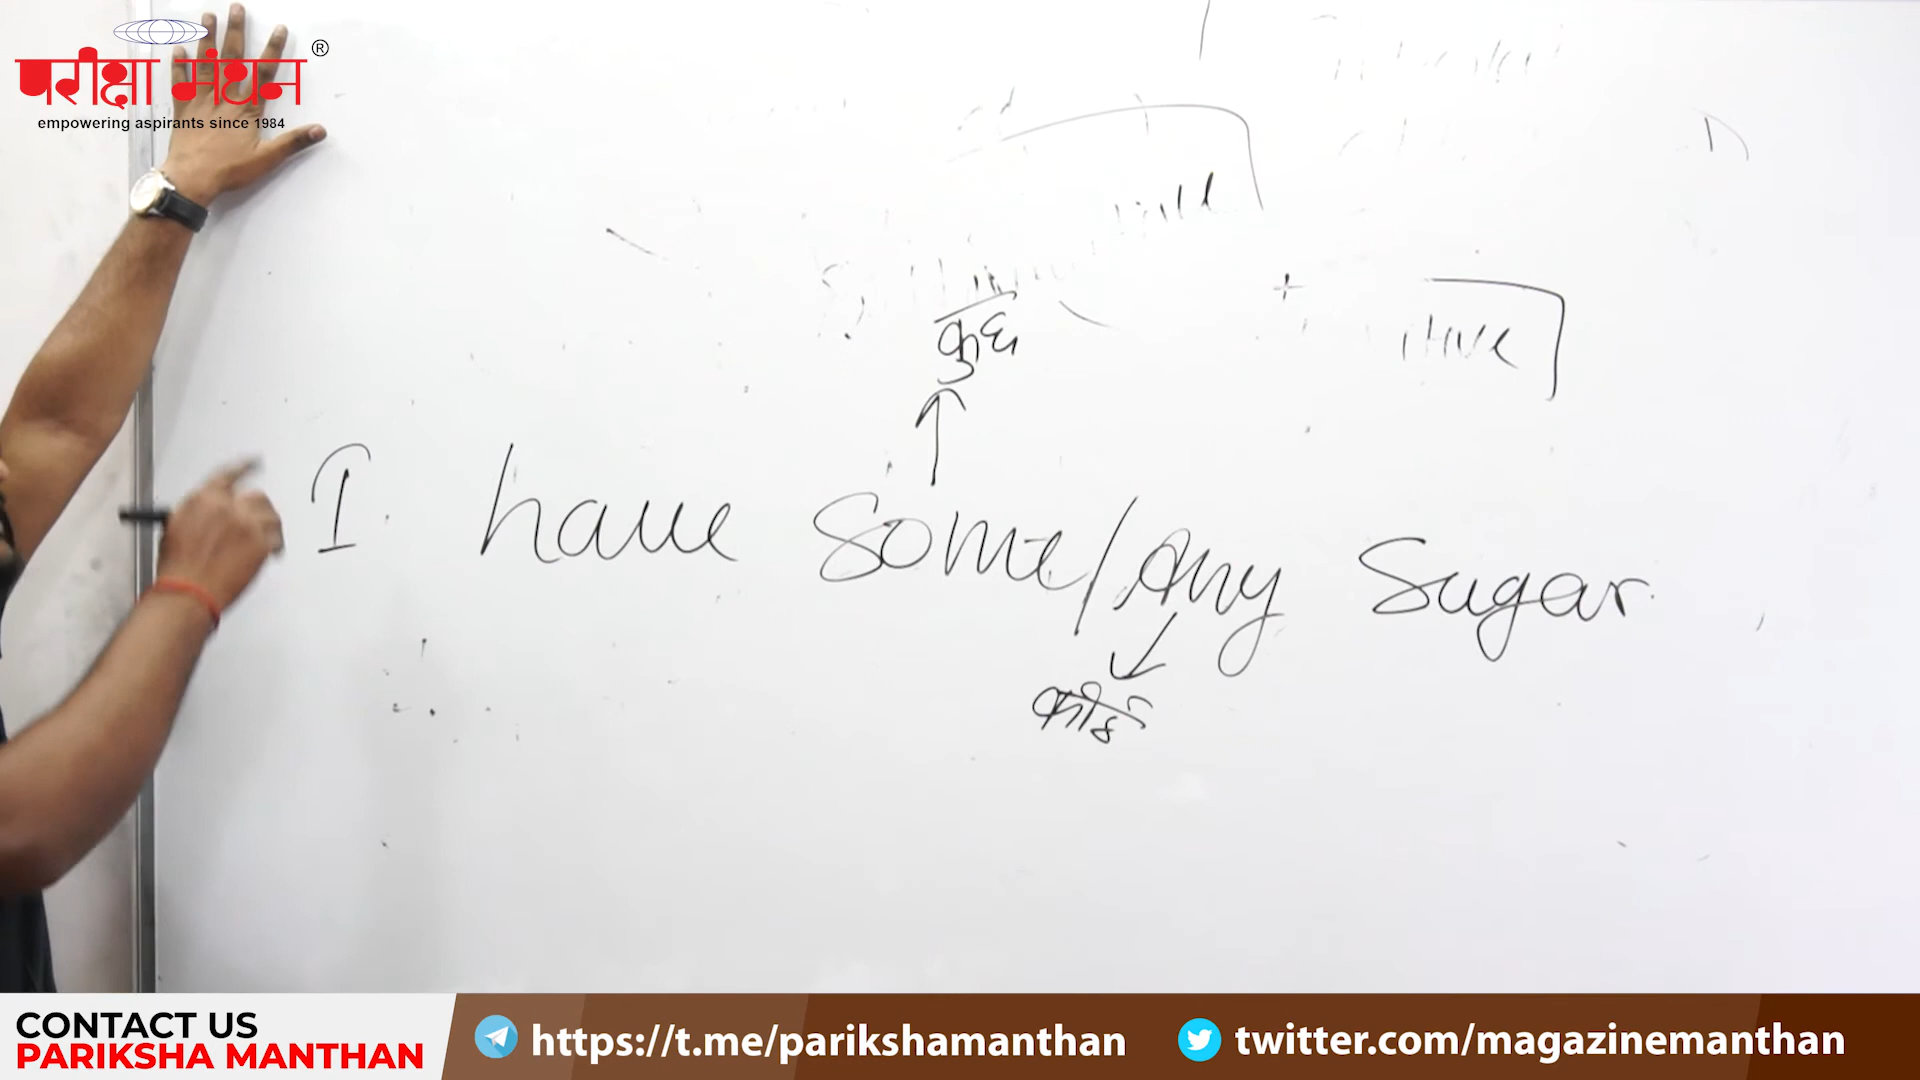 परीक्षा मंथन ®
empowering aspirants since 1984
कुछ
I have some/any sugar.
कोई
CONTACT US
PARIKSHA MANTHAN
https://t.me/parikshamanthan
twitter.com/magazinemanthan